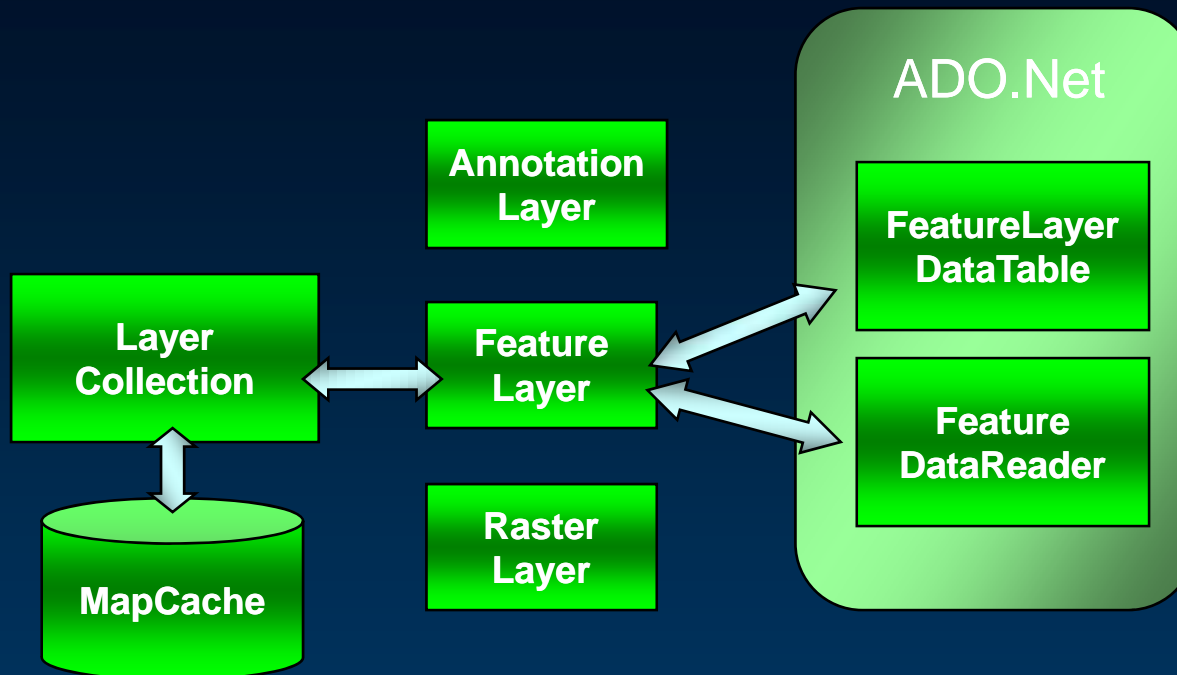 ADO.Net
Annotation
Layer
FeatureLayer
DataTable
Layer
Collection
Feature
Layer
Feature
DataReader
Raster
Layer
MapCache